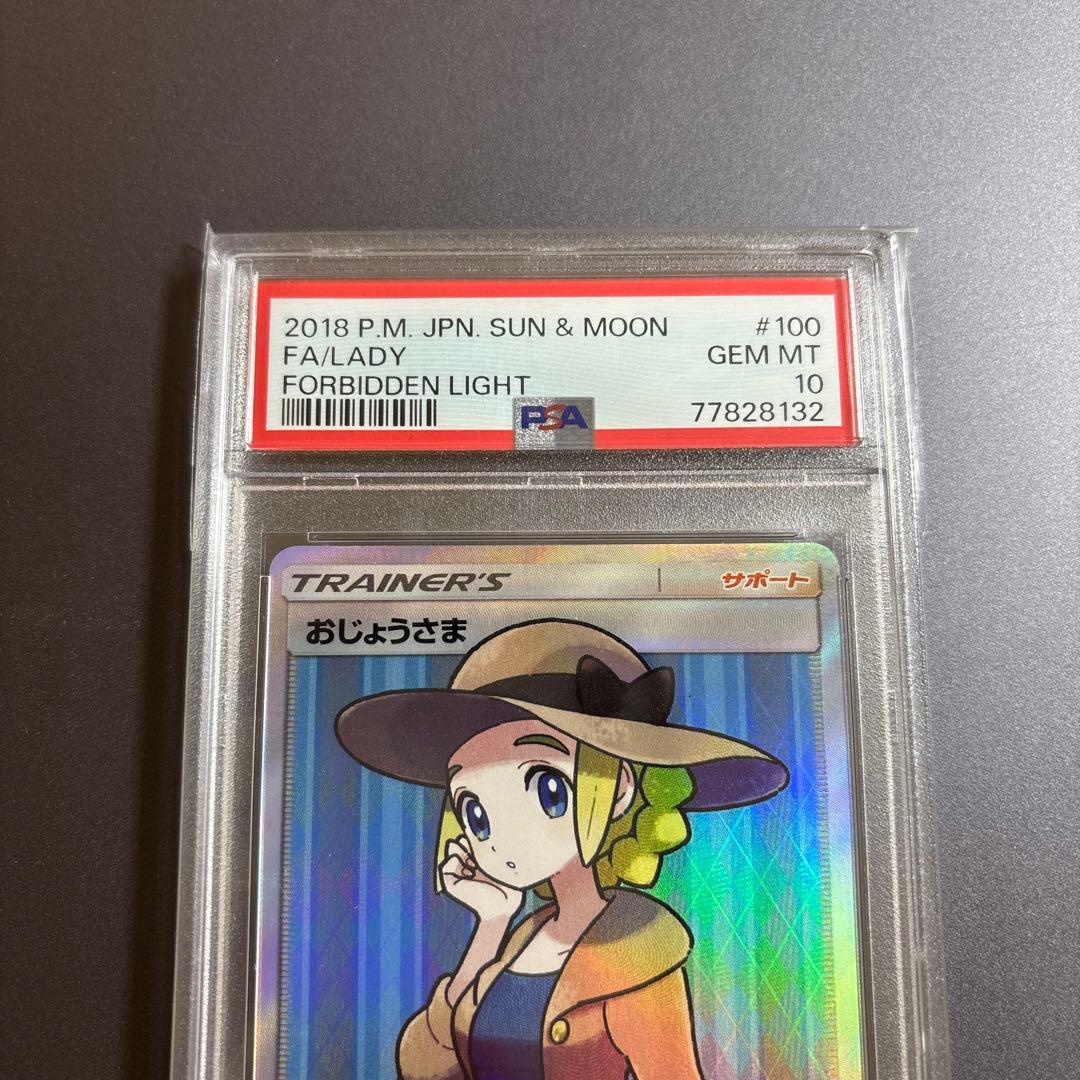 2018 P.M. JPN. SUN & MOON #100
FA/LADY GEM MT
FORBIDDEN LIGHT 10
PSA 77828132
TRAINER'S サポート
おじょうさま